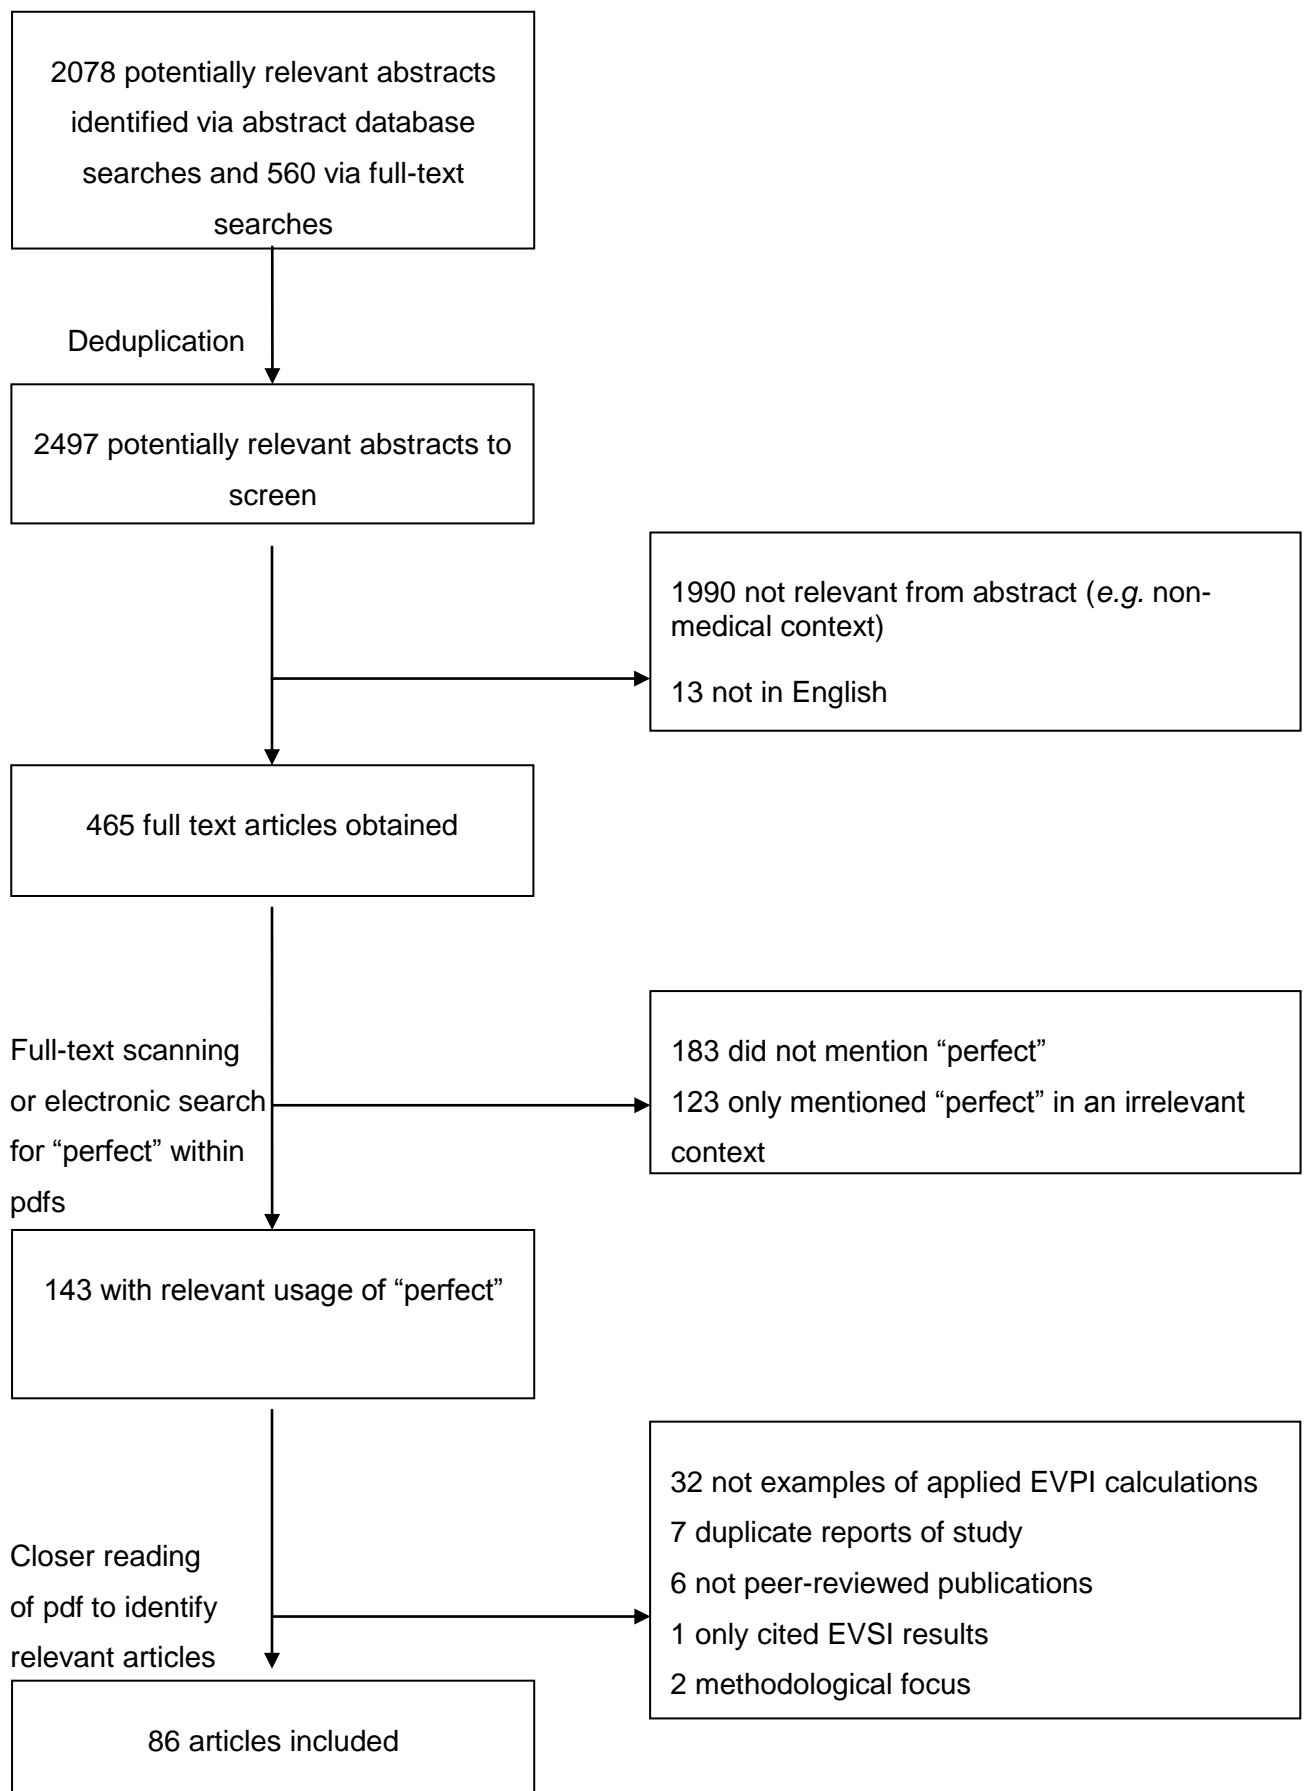 2078 potentially relevant abstracts
identified via abstract database
searches and 560 via full-text
searches
Deduplication
2497 potentially relevant abstracts to
screen
1990 not relevant from abstract (e.g. non-
medical context)
13 not in English
465 full text articles obtained
Full-text scanning
or electronic search
for “perfect” within
pdfs
183 did not mention “perfect”
123 only mentioned “perfect” in an irrelevant
context
143 with relevant usage of “perfect”
Closer reading
of pdf to identify
relevant articles
32 not examples of applied EVPI calculations
7 duplicate reports of study
6 not peer-reviewed publications
1 only cited EVSI results
2 methodological focus
86 articles included